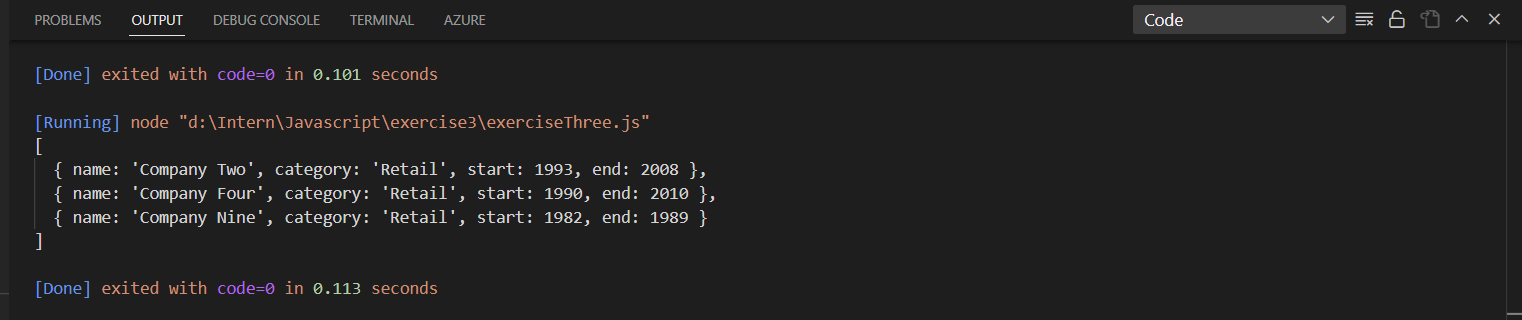 PROBLEMS OUTPUT DEBUG CONSOLE TERMINAL AZURE Code
[Done] exited with code=0 in 0.101 seconds
[Running] node "d:\Intern\Javascript\exercise3\exerciseThree.js"
[
  { name: 'Company Two', category: 'Retail', start: 1993, end: 2008 },
  { name: 'Company Four', category: 'Retail', start: 1990, end: 2010 },
  { name: 'Company Nine', category: 'Retail', start: 1982, end: 1989 }
]
[Done] exited with code=0 in 0.113 seconds